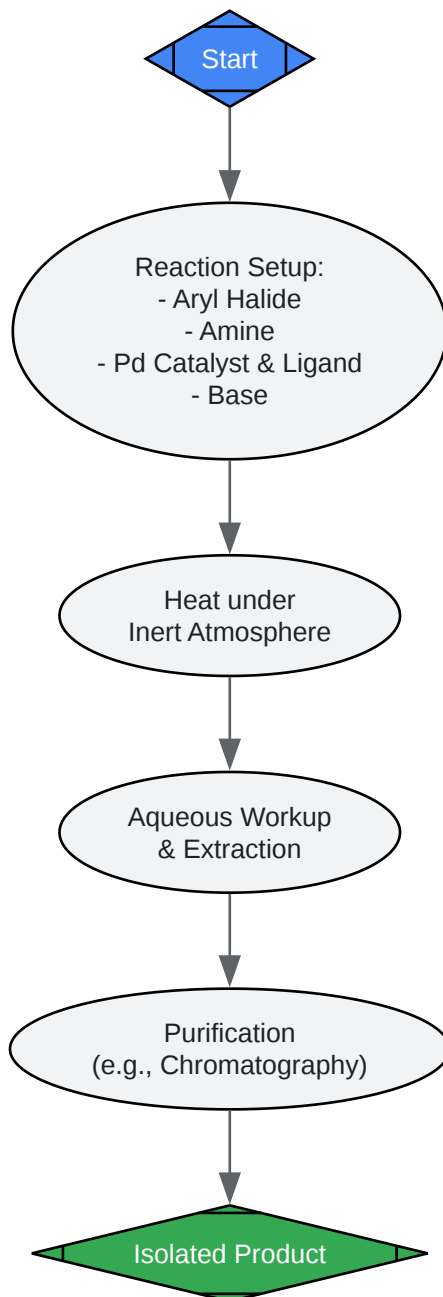 Start
Reaction Setup:
- Aryl Halide
- Amine
- Pd Catalyst & Ligand
- Base
Heat under
Inert Atmosphere
Aqueous Workup
& Extraction
Purification
(e.g., Chromatography)
Isolated Product